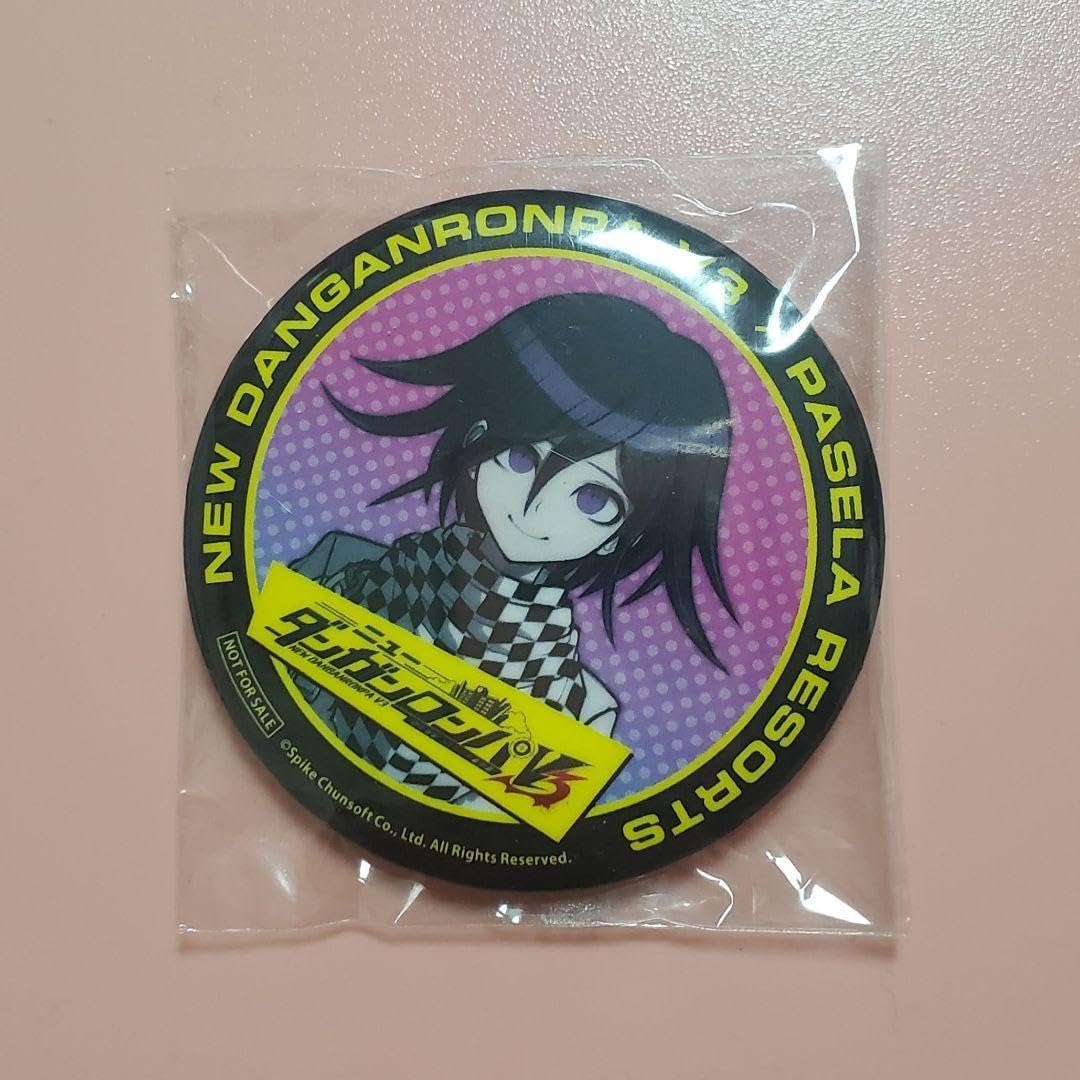 NEW DANGANRONPA V3 + PASELA RESORTS
ニュー
ダンガンロンパV3
NEW DANGANRONPA V3
NOT FOR SALE
©Spike Chunsoft Co., Ltd. All Rights Reserved.